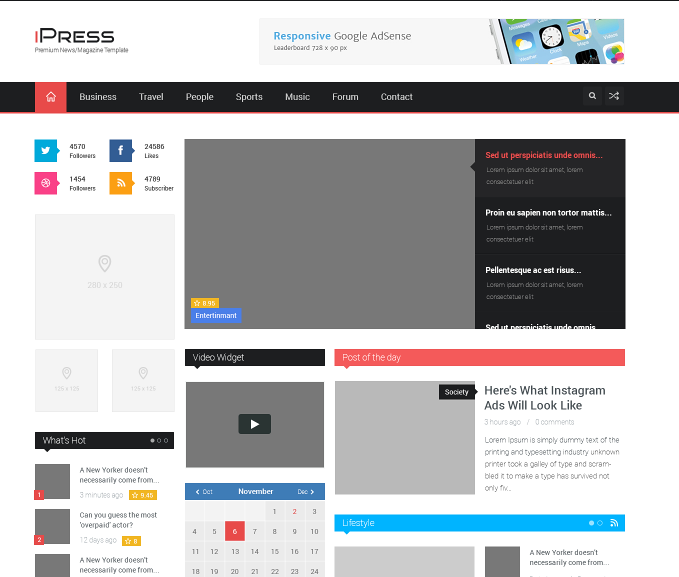 iPRESS
Premium News/Magazine Template
Responsive Google AdSense
Leaderboard 728 x 90 px
Business Travel People Sports Music Forum Contact
4570
Followers
24586
Likes
1454
Followers
4789
Subscriber
280 x 250
125 x 125
125 x 125
What's Hot
1
A New Yorker doesn't
necessarily come from...
3 minutes ago 9.46
2
Can you guess the most
'overpaid' actor?
12 days ago 8
A New Yorker doesn't
necessarily come from...
8.96
Entertinmant
Sed ut perspiciatis unde omnis...
Lorem ipsum dolor sit amet, lorem
consectetuer elit
Proin eu sapien non tortor mattis...
Lorem ipsum dolor sit amet, lorem
consectetuer elit
Pellentesque ac est risus...
Lorem ipsum dolor sit amet, lorem
consectetuer elit
Sed ut perspiciatis unde omnis
Video Widget
Oct November Dec
1 2 3
4 5 6 7 8 9 10
11 12 13 14 15 16 17
18 19 20 21 22 23 24
Post of the day
Society
Here's What Instagram
Ads Will Look Like
3 hours ago / 0 comments
Lorem Ipsum is simply dummy text of the
printing and typesetting industry unknown
printer took a galley of type and scram-
bled it to make a type has survived not
only fiv...
Lifestyle
A New Yorker doesn't
necessarily come from...